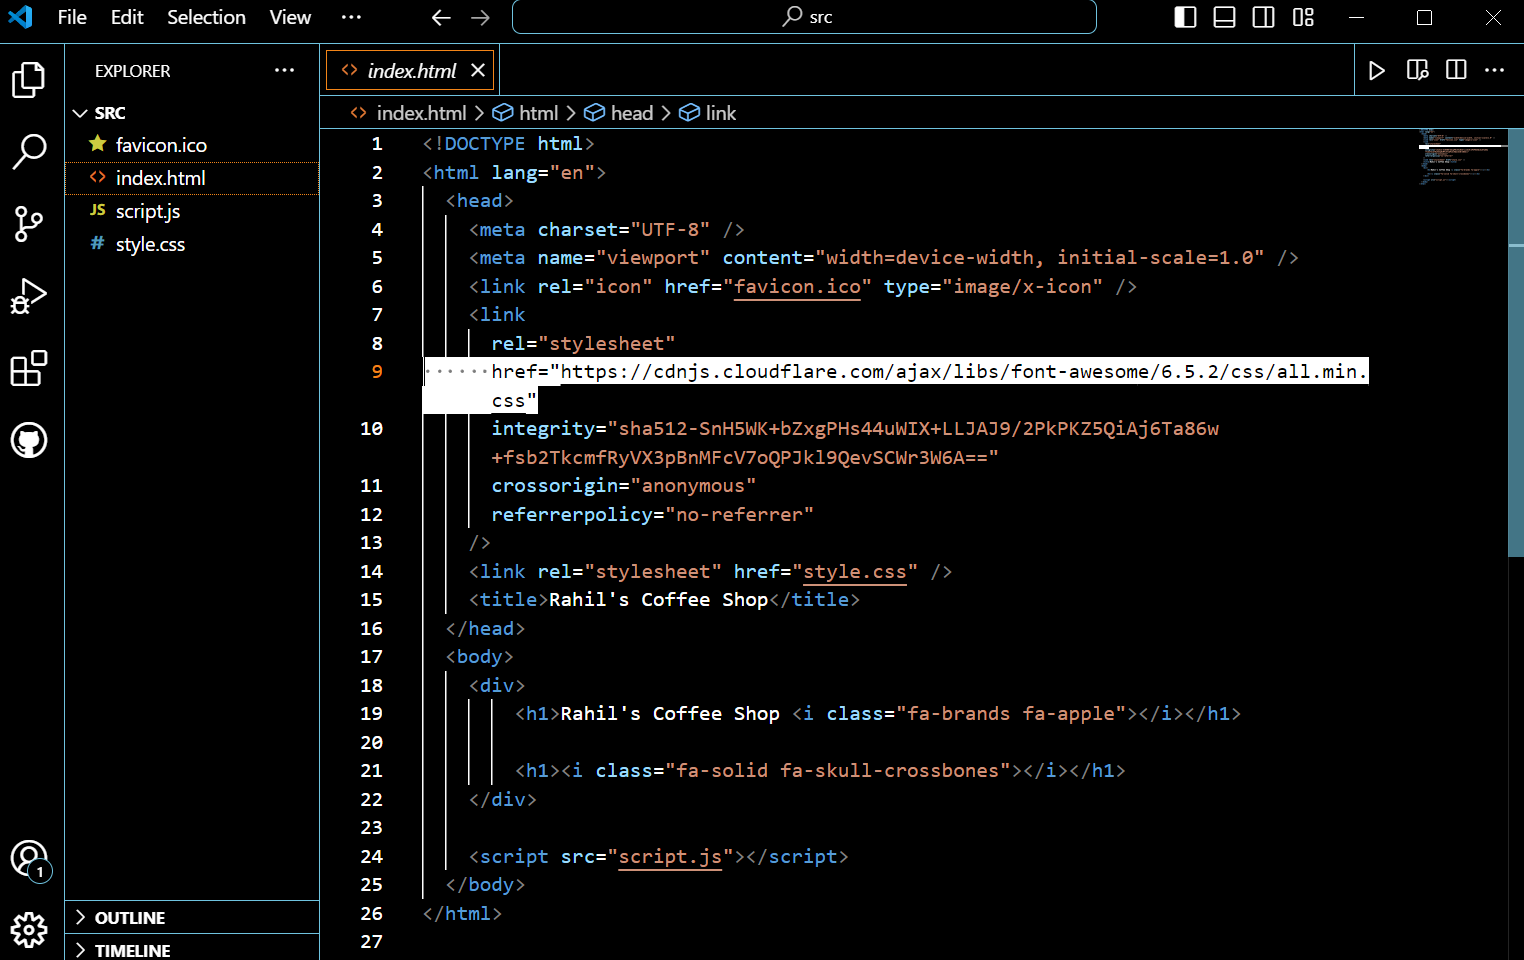 File Edit Selection View ··· src
EXPLORER ···
index.html
SRC
index.html > html > head > link
favicon.ico
index.html
JS script.js
# style.css
1 <!DOCTYPE html>
2 <html lang="en">
3 <head>
4 <meta charset="UTF-8" />
5 <meta name="viewport" content="width=device-width, initial-scale=1.0" />
6 <link rel="icon" href="favicon.ico" type="image/x-icon" />
7 <link
8 rel="stylesheet"
9 href="https://cdnjs.cloudflare.com/ajax/libs/font-awesome/6.5.2/css/all.min.
css"
10 integrity="sha512-SnH5WK+bZxgPHs44uWIX+LLJAJ9/2PkPKZ5QiAj6Ta86w
+fsb2TkcmfRyVX3pBnMFcV7oQPJkl9QevSCWr3W6A=="
11 crossorigin="anonymous"
12 referrerpolicy="no-referrer"
13 />
14 <link rel="stylesheet" href="style.css" />
15 <title>Rahil's Coffee Shop</title>
16 </head>
17 <body>
18 <div>
19 <h1>Rahil's Coffee Shop <i class="fa-brands fa-apple"></i></h1>
20
21 <h1><i class="fa-solid fa-skull-crossbones"></i></h1>
22 </div>
23
24 <script src="script.js"></script>
25 </body>
26 </html>
27
1
OUTLINE
TIMELINE